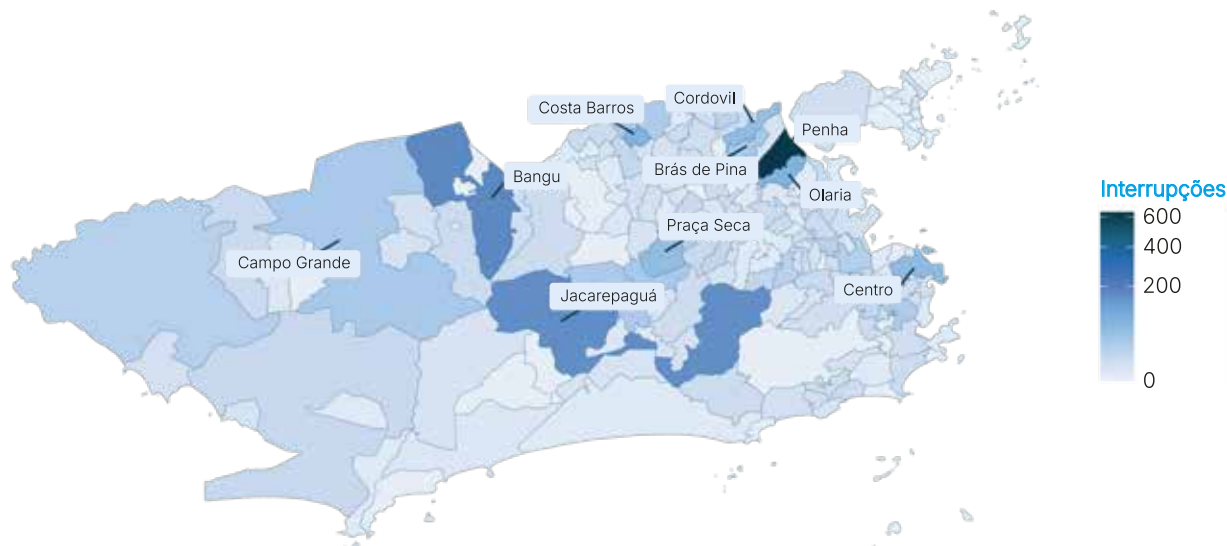 Cordovil
Costa Barros
Penha
Brás de Pina
Bangu
Olaria
Praça Seca
Campo Grande
Jacarepaguá
Centro
Interrupções
600
400
200
0